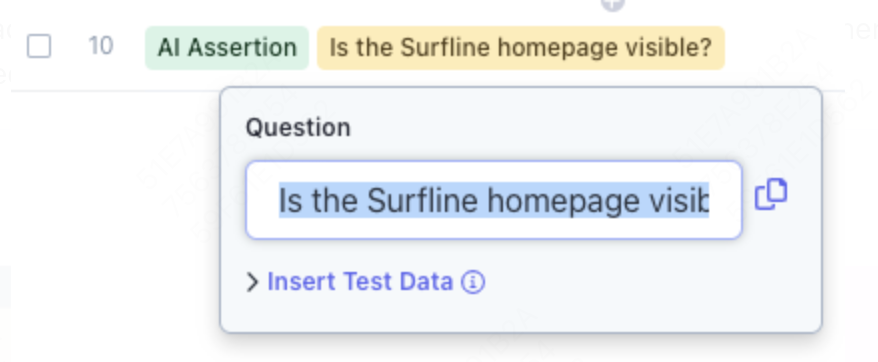 10 AI Assertion Is the Surfline homepage visible?
Question
Is the Surfline homepage visib
Insert Test Data